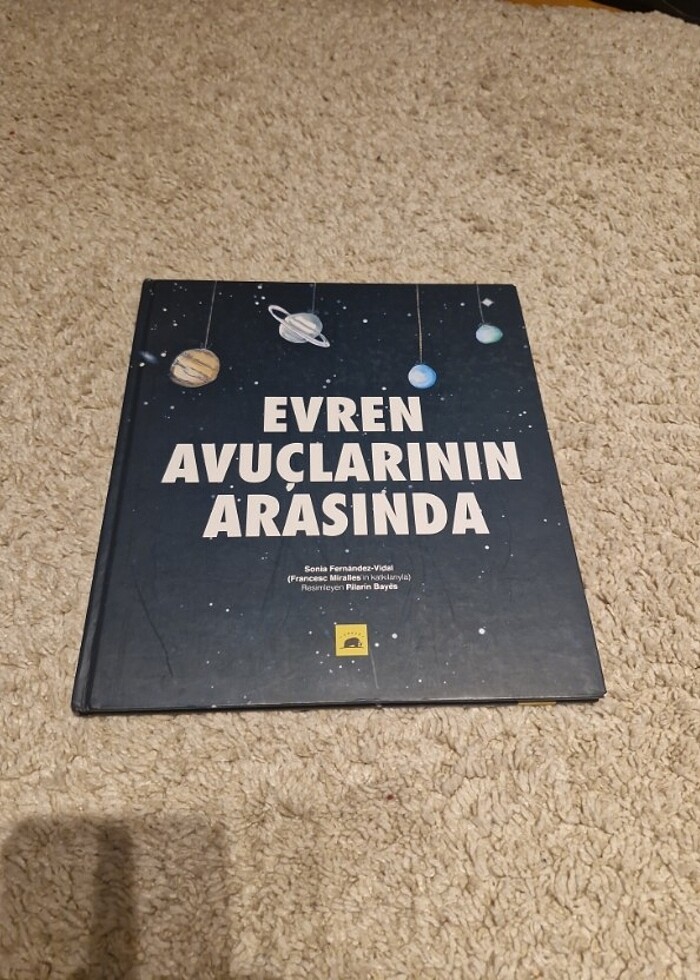 EVREN
AVUÇLARININ
ARASINDA
Sonia Fernández-Vidal
(Francesc Miralles'in katkılarıyla)
Resimleyen Pilarín Bayés